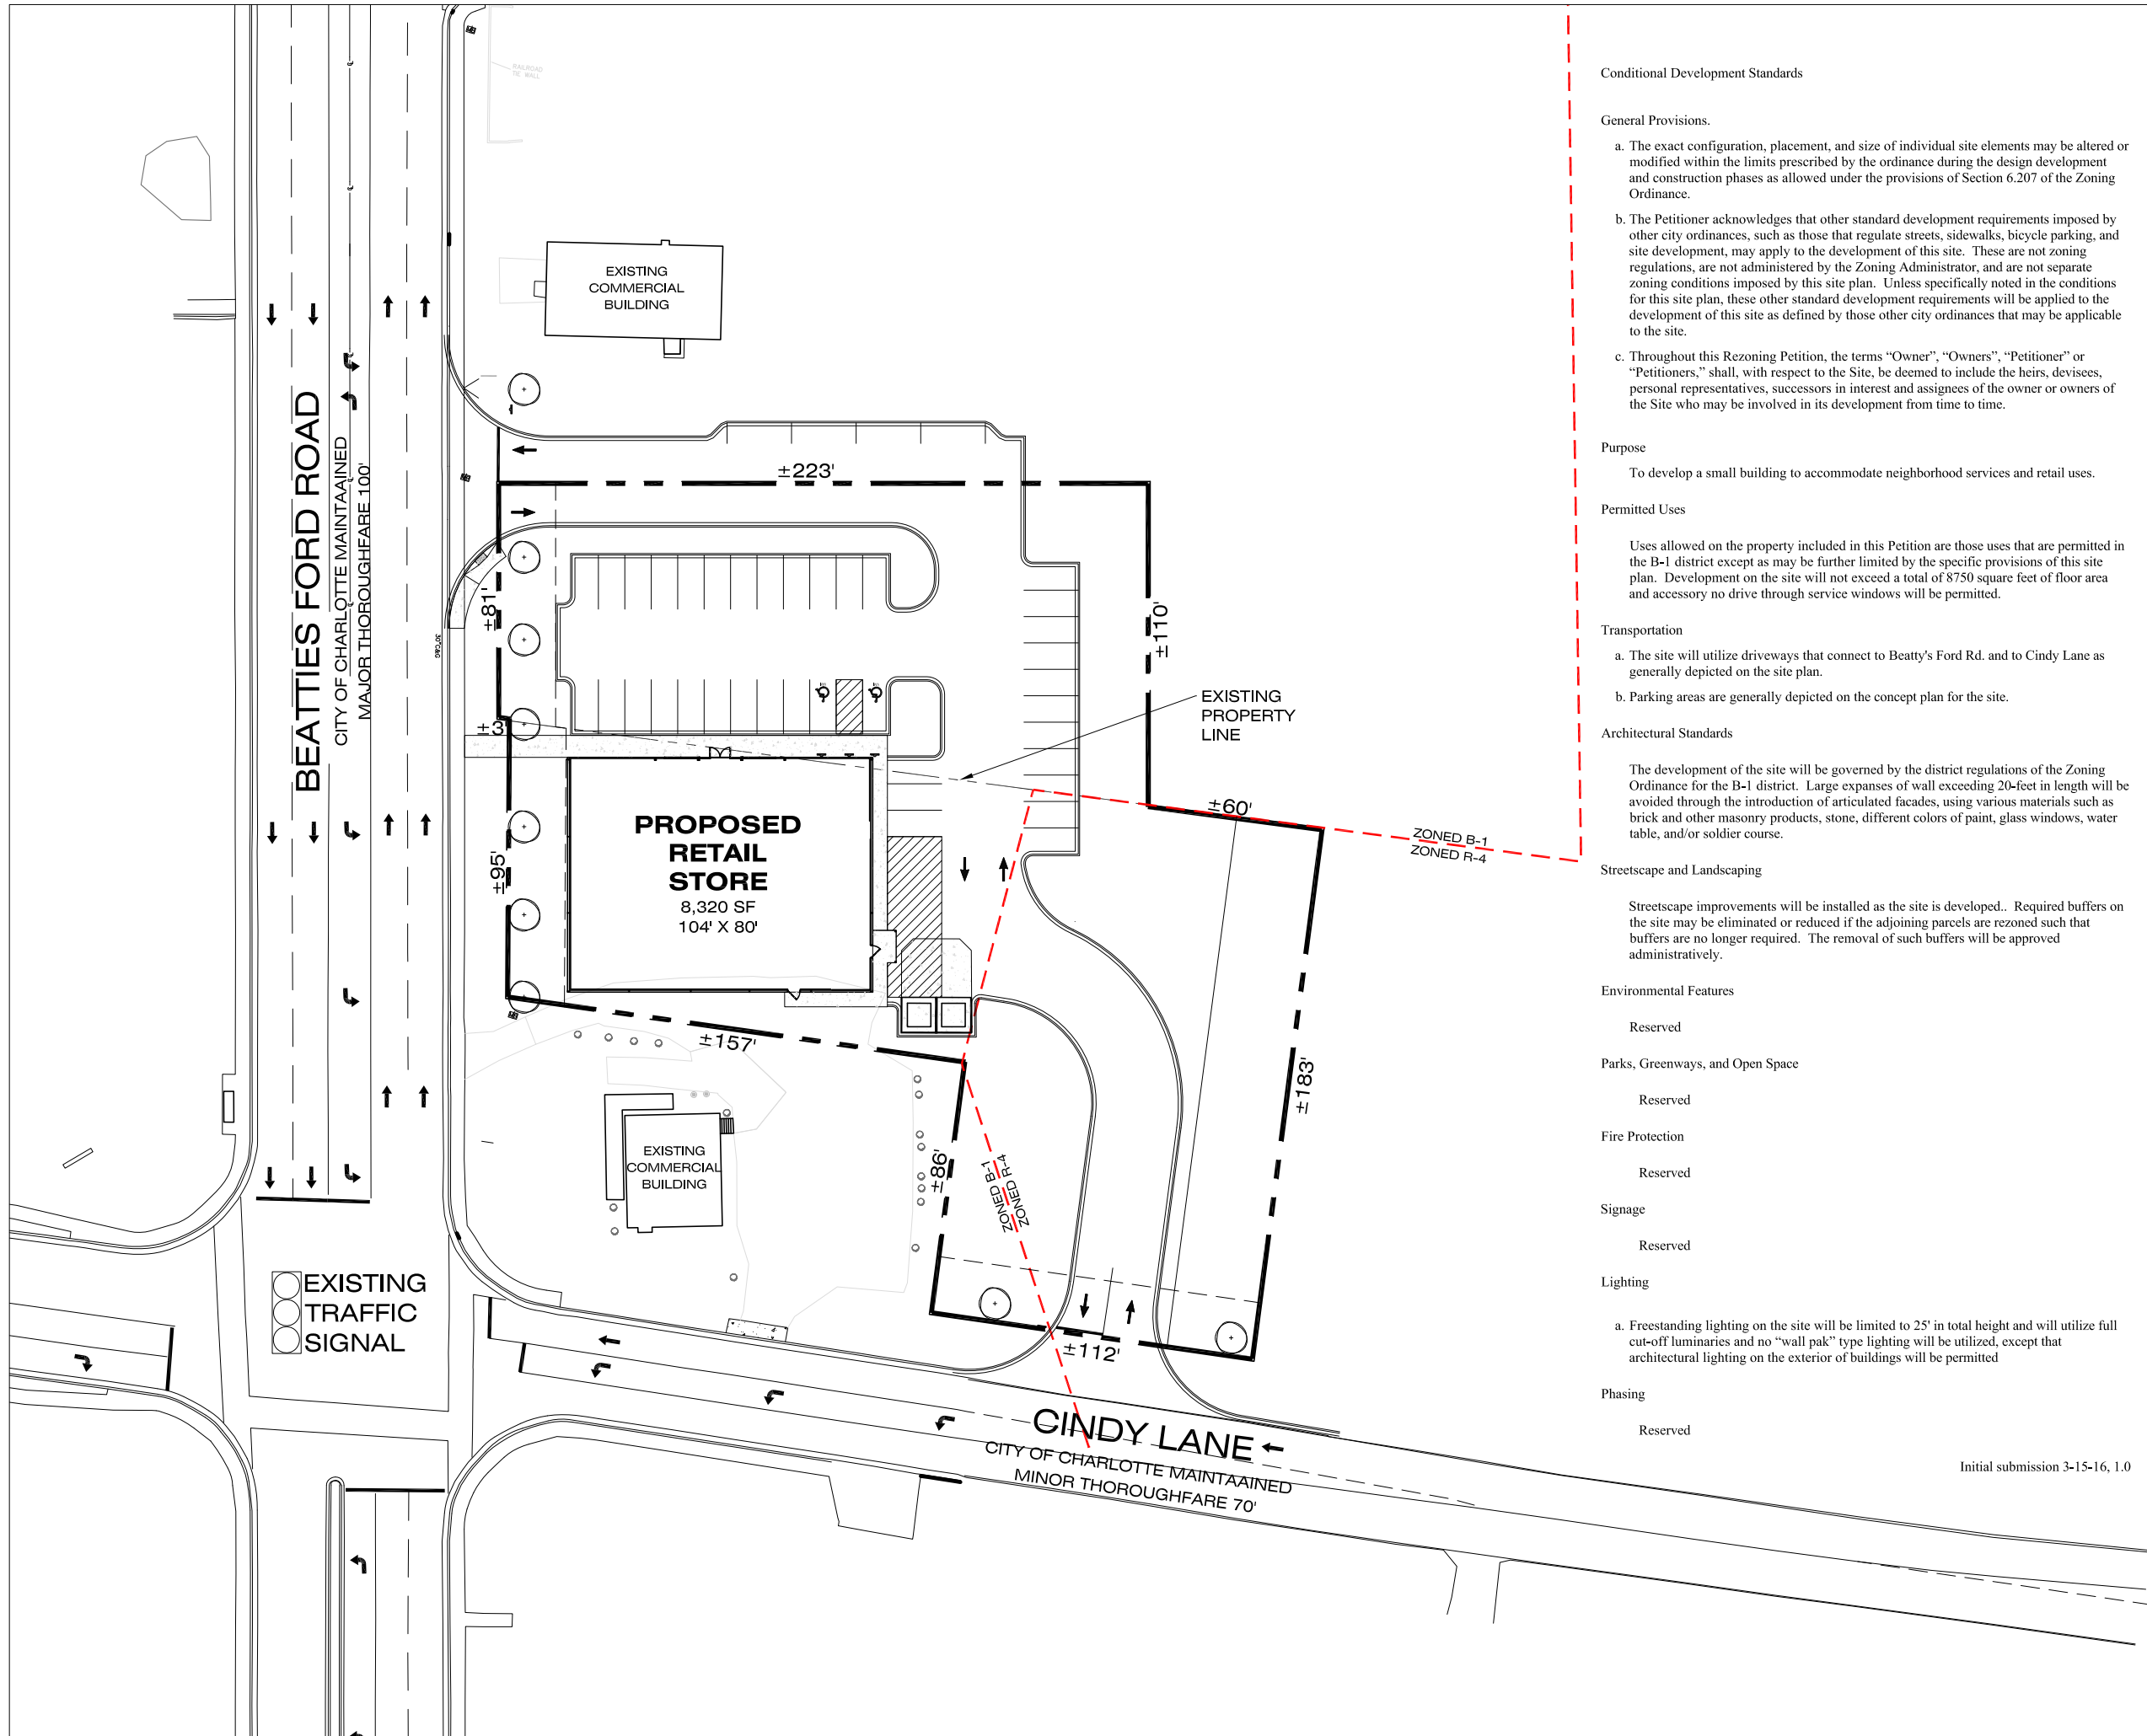 RAILROAD
TIE WALL
EXISTING
COMMERCIAL
BUILDING
BEATTIES FORD ROAD
CITY OF CHARLOTTE MAINTAAINED
MAJOR THOROUGHFARE 100'
30"C&G
±223'
±81'
±110'
±3'
EXISTING
PROPERTY
LINE
±60'
ZONED B-1
ZONED R-4
PROPOSED
RETAIL
STORE
8,320 SF
104' X 80'
±95'
±157'
±183'
±86'
ZONED B-1
ZONED R-4
EXISTING
COMMERCIAL
BUILDING
EXISTING
TRAFFIC
SIGNAL
±112'
CINDY LANE
CITY OF CHARLOTTE MAINTAAINED
MINOR THOROUGHFARE 70'
Conditional Development Standards
General Provisions.
a. The exact configuration, placement, and size of individual site elements may be altered or
modified within the limits prescribed by the ordinance during the design development
and construction phases as allowed under the provisions of Section 6.207 of the Zoning
Ordinance.
b. The Petitioner acknowledges that other standard development requirements imposed by
other city ordinances, such as those that regulate streets, sidewalks, bicycle parking, and
site development, may apply to the development of this site. These are not zoning
regulations, are not administered by the Zoning Administrator, and are not separate
zoning conditions imposed by this site plan. Unless specifically noted in the conditions
for this site plan, these other standard development requirements will be applied to the
development of this site as defined by those other city ordinances that may be applicable
to the site.
c. Throughout this Rezoning Petition, the terms “Owner”, “Owners”, “Petitioner” or
“Petitioners,” shall, with respect to the Site, be deemed to include the heirs, devisees,
personal representatives, successors in interest and assignees of the owner or owners of
the Site who may be involved in its development from time to time.
Purpose
To develop a small building to accommodate neighborhood services and retail uses.
Permitted Uses
Uses allowed on the property included in this Petition are those uses that are permitted in
the B-1 district except as may be further limited by the specific provisions of this site
plan. Development on the site will not exceed a total of 8750 square feet of floor area
and accessory no drive through service windows will be permitted.
Transportation
a. The site will utilize driveways that connect to Beatty's Ford Rd. and to Cindy Lane as
generally depicted on the site plan.
b. Parking areas are generally depicted on the concept plan for the site.
Architectural Standards
The development of the site will be governed by the district regulations of the Zoning
Ordinance for the B-1 district. Large expanses of wall exceeding 20-feet in length will be
avoided through the introduction of articulated facades, using various materials such as
brick and other masonry products, stone, different colors of paint, glass windows, water
table, and/or soldier course.
Streetscape and Landscaping
Streetscape improvements will be installed as the site is developed.. Required buffers on
the site may be eliminated or reduced if the adjoining parcels are rezoned such that
buffers are no longer required. The removal of such buffers will be approved
administratively.
Environmental Features
Reserved
Parks, Greenways, and Open Space
Reserved
Fire Protection
Reserved
Signage
Reserved
Lighting
a. Freestanding lighting on the site will be limited to 25' in total height and will utilize full
cut-off luminaries and no “wall pak” type lighting will be utilized, except that
architectural lighting on the exterior of buildings will be permitted
Phasing
Reserved
Initial submission 3-15-16, 1.0